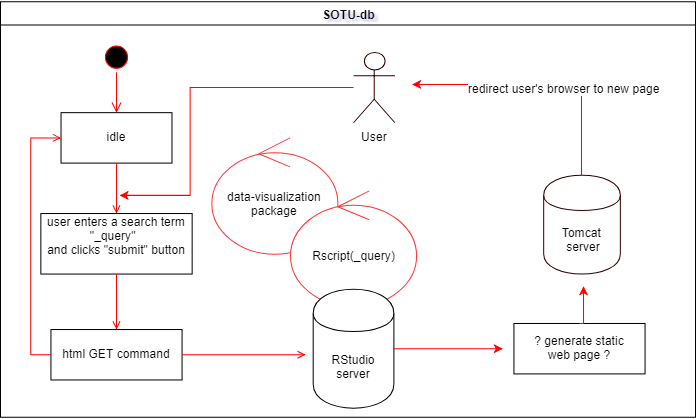 SOTU-db
redirect user's browser to new page
idle
User
data-visualization
package
user enters a search term
"_query"
and clicks "submit" button
Rscript(_query)
Tomcat
server
html GET command
RStudio
server
? generate static
web page ?